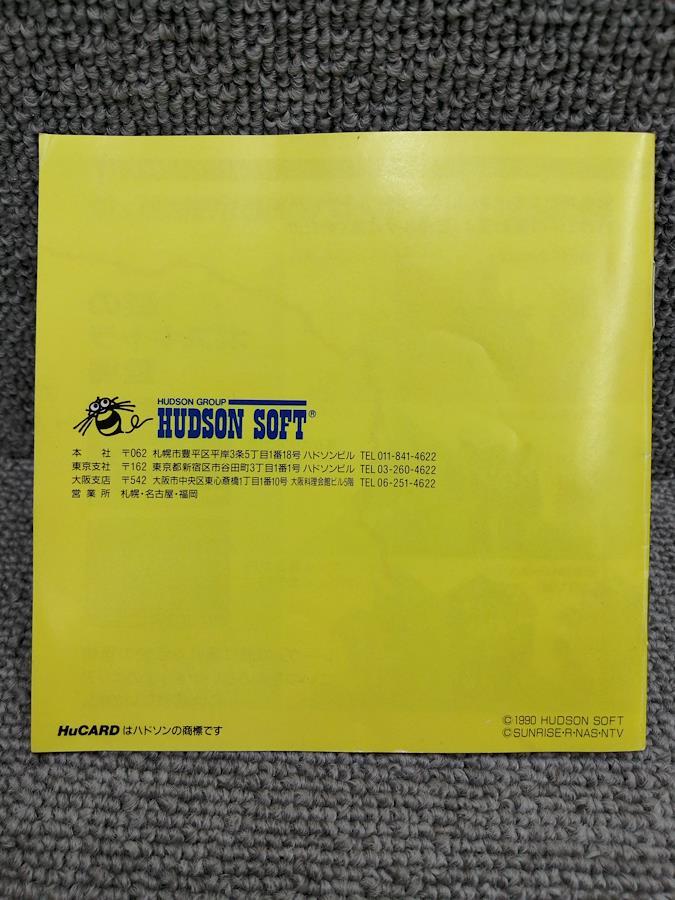 HUDSON GROUP
HUDSON SOFT®
本社 〒062 札幌市豊平区平岸3条5丁目1番18号 ハドソンビル TEL 011-841-4622
東京支社 〒162 東京都新宿区市谷田町3丁目1番1号 ハドソンビル TEL 03-260-4622
大阪支店 〒542 大阪市中央区東心斎橋1丁目1番10号 大阪料理会館ビル5階 TEL 06-251-4622
営業所 札幌・名古屋・福岡
HuCARDはハドソンの商標です
©1990 HUDSON SOFT
©SUNRISE・R・NAS・NTV